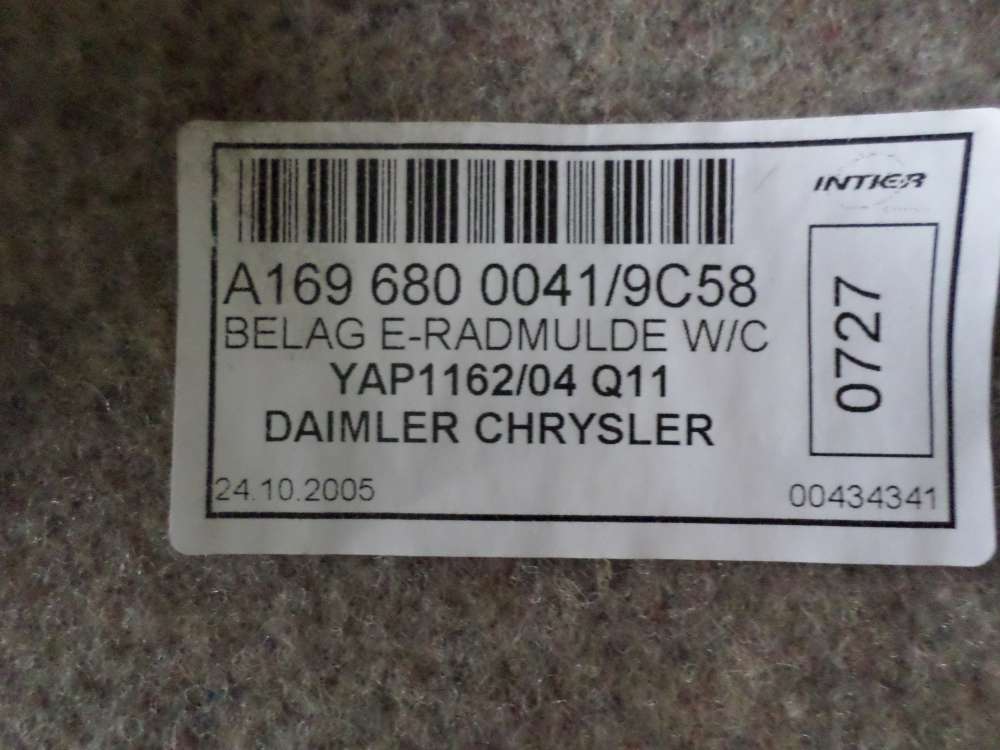 INTIER
A169 680 0041/9C58
BELAG E-RADMULDE W/C
YAP1162/04 Q11
DAIMLER CHRYSLER
0727
24.10.2005
00434341